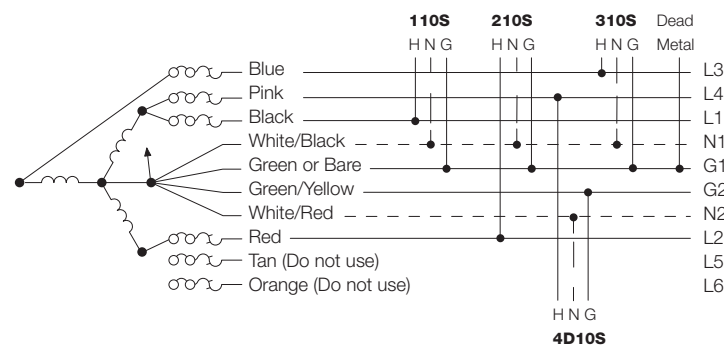 110S 210S 310S Dead
H N G H N G H N G Metal
Blue L3
Pink L4
Black L1
White/Black N1
Green or Bare G1
Green/Yellow G2
White/Red N2
Red L2
Tan (Do not use) L5
Orange (Do not use) L6
H N G
4D10S